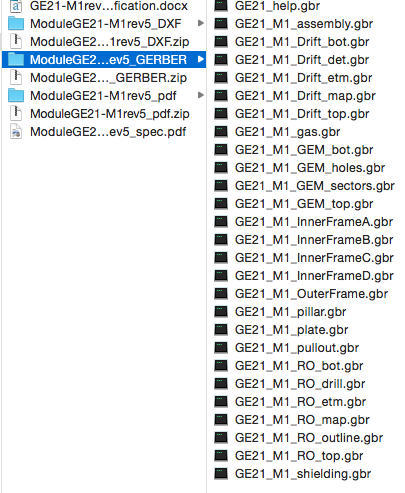 GE21-M1rev...fication.docx
ModuleGE21-M1rev5_DXF
ModuleGE2...1rev5_DXF.zip
ModuleGE2...ev5_GERBER
ModuleGE2..._GERBER.zip
ModuleGE21-M1rev5_pdf
ModuleGE21-M1rev5_pdf.zip
ModuleGE2...ev5_spec.pdf
GE21_help.gbr
GE21_M1_assembly.gbr
GE21_M1_Drift_bot.gbr
GE21_M1_Drift_det.gbr
GE21_M1_Drift_etm.gbr
GE21_M1_Drift_map.gbr
GE21_M1_Drift_top.gbr
GE21_M1_gas.gbr
GE21_M1_GEM_bot.gbr
GE21_M1_GEM_holes.gbr
GE21_M1_GEM_sectors.gbr
GE21_M1_GEM_top.gbr
GE21_M1_InnerFrameA.gbr
GE21_M1_InnerFrameB.gbr
GE21_M1_InnerFrameC.gbr
GE21_M1_InnerFrameD.gbr
GE21_M1_OuterFrame.gbr
GE21_M1_pillar.gbr
GE21_M1_plate.gbr
GE21_M1_pullout.gbr
GE21_M1_RO_bot.gbr
GE21_M1_RO_drill.gbr
GE21_M1_RO_etm.gbr
GE21_M1_RO_map.gbr
GE21_M1_RO_outline.gbr
GE21_M1_RO_top.gbr
GE21_M1_shielding.gbr